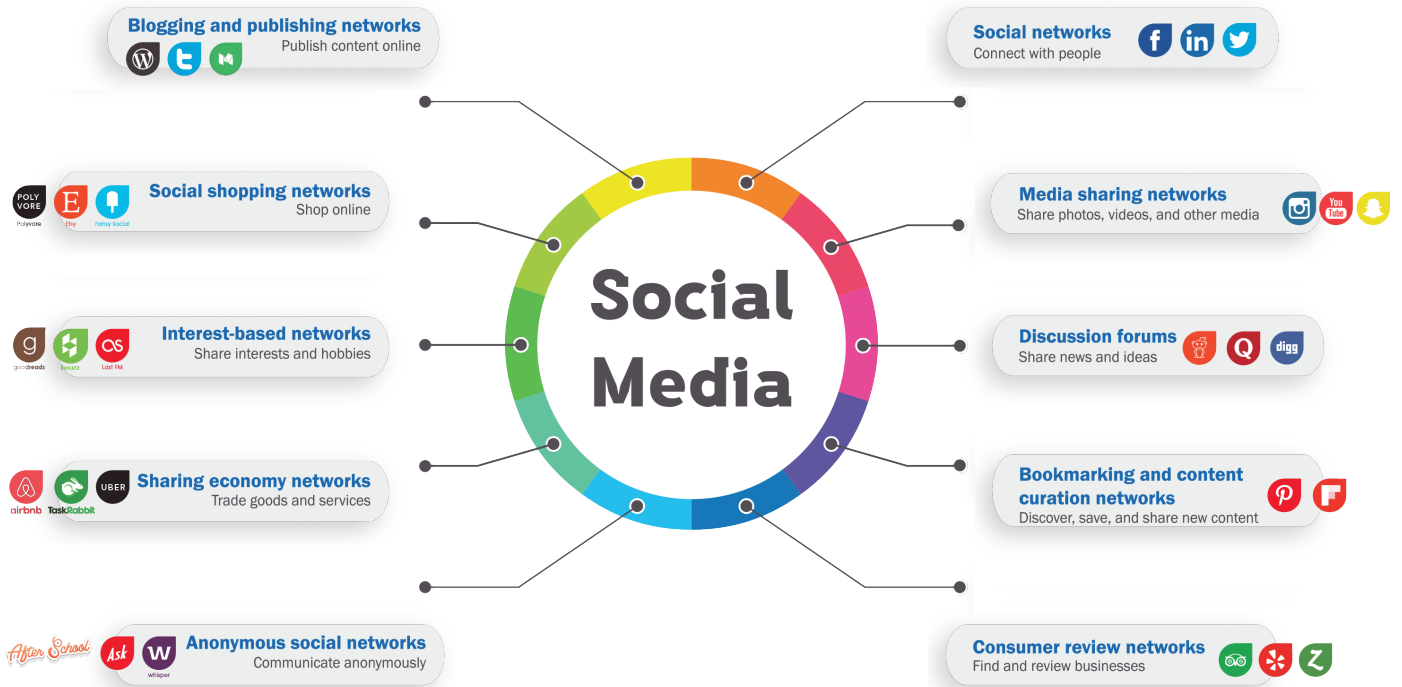 Blogging and publishing networks
Publish content online
Social networks
Connect with people
Social shopping networks
Shop online
POLY
VORE
Polyvore
E
Etsy
Fansy Social
Media sharing networks
Share photos, videos, and other media
You
Tube
Interest-based networks
Share interests and hobbies
g
goodreads
houzz
Last FM
Social
Media
Discussion forums
Share news and ideas
Q
digg
Sharing economy networks
Trade goods and services
airbnb
TaskRabbit
UBER
Bookmarking and content
curation networks
Discover, save, and share new content
Anonymous social networks
Communicate anonymously
After School
Ask
W
whisper
Consumer review networks
Find and review businesses
Z